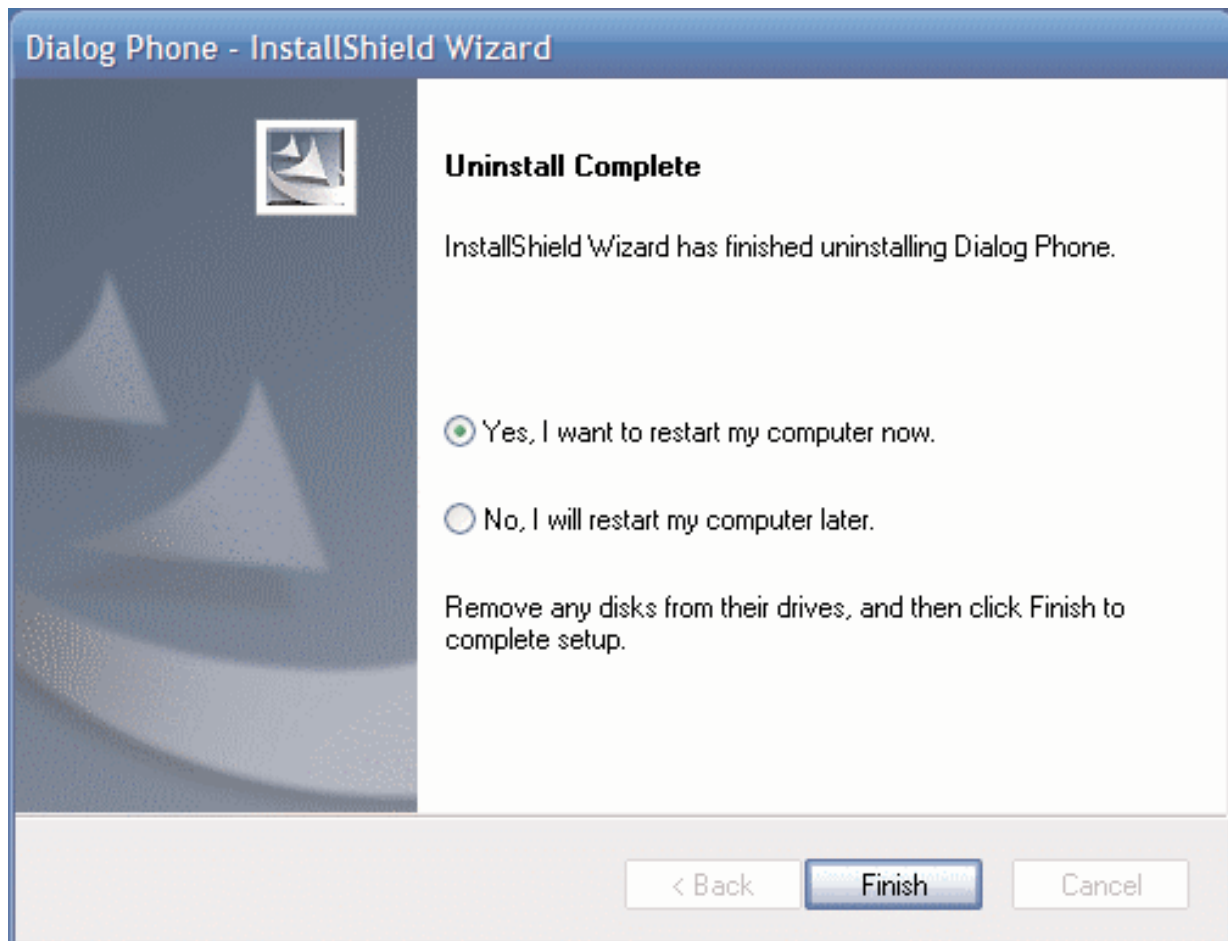 Dialog Phone - InstallShield Wizard
Uninstall Complete
InstallShield Wizard has finished uninstalling Dialog Phone.
Yes, I want to restart my computer now.
No, I will restart my computer later.
Remove any disks from their drives, and then click Finish to
complete setup.
< Back
Finish
Cancel